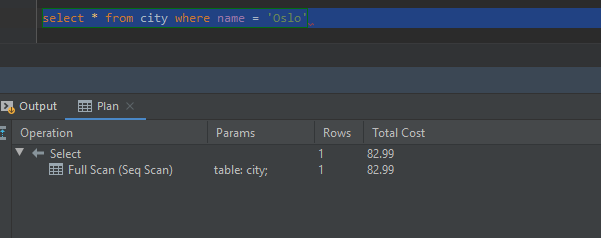 select * from city where name = 'Oslo'
Output Plan
Operation Params Rows Total Cost
Select 1 82.99
Full Scan (Seq Scan) table: city; 1 82.99